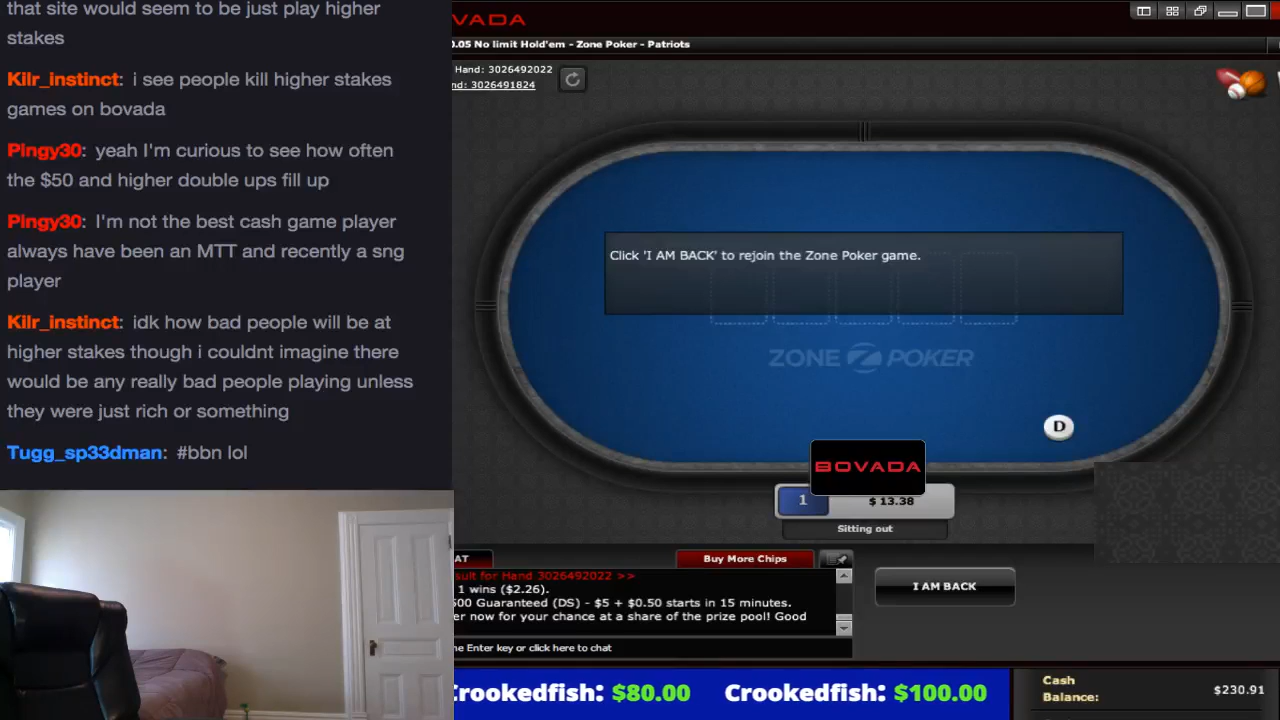 that site would seem to be just play higher
stakes
Kilr_instinct: i see people kill higher stakes
games on bovada
Pingy30: yeah I'm curious to see how often
the $50 and higher double ups fill up
Pingy30: I'm not the best cash game player
always have been an MTT and recently a sng
player
Kilr_instinct: idk how bad people will be at
higher stakes though i couldnt imagine there
would be any really bad people playing unless
they were just rich or something
Tugg_sp33dman: #bbn lol
VADA
0.05 No limit Hold'em - Zone Poker - Patriots
Hand: 3026492022
nd: 3026491824
Click 'I AM BACK' to rejoin the Zone Poker game.
ZONE Z POKER
D
BOVADA
1
$ 13.38
Sitting out
AT
Buy More Chips
sult for Hand 3026492022 >>
1 wins ($2.26).
500 Guaranteed (DS) - $5 + $0.50 starts in 15 minutes.
er now for your chance at a share of the prize pool! Good
he Enter key or click here to chat
I AM BACK
Crookedfish: $80.00 Crookedfish: $100.00
Cash
Balance:
$230.91